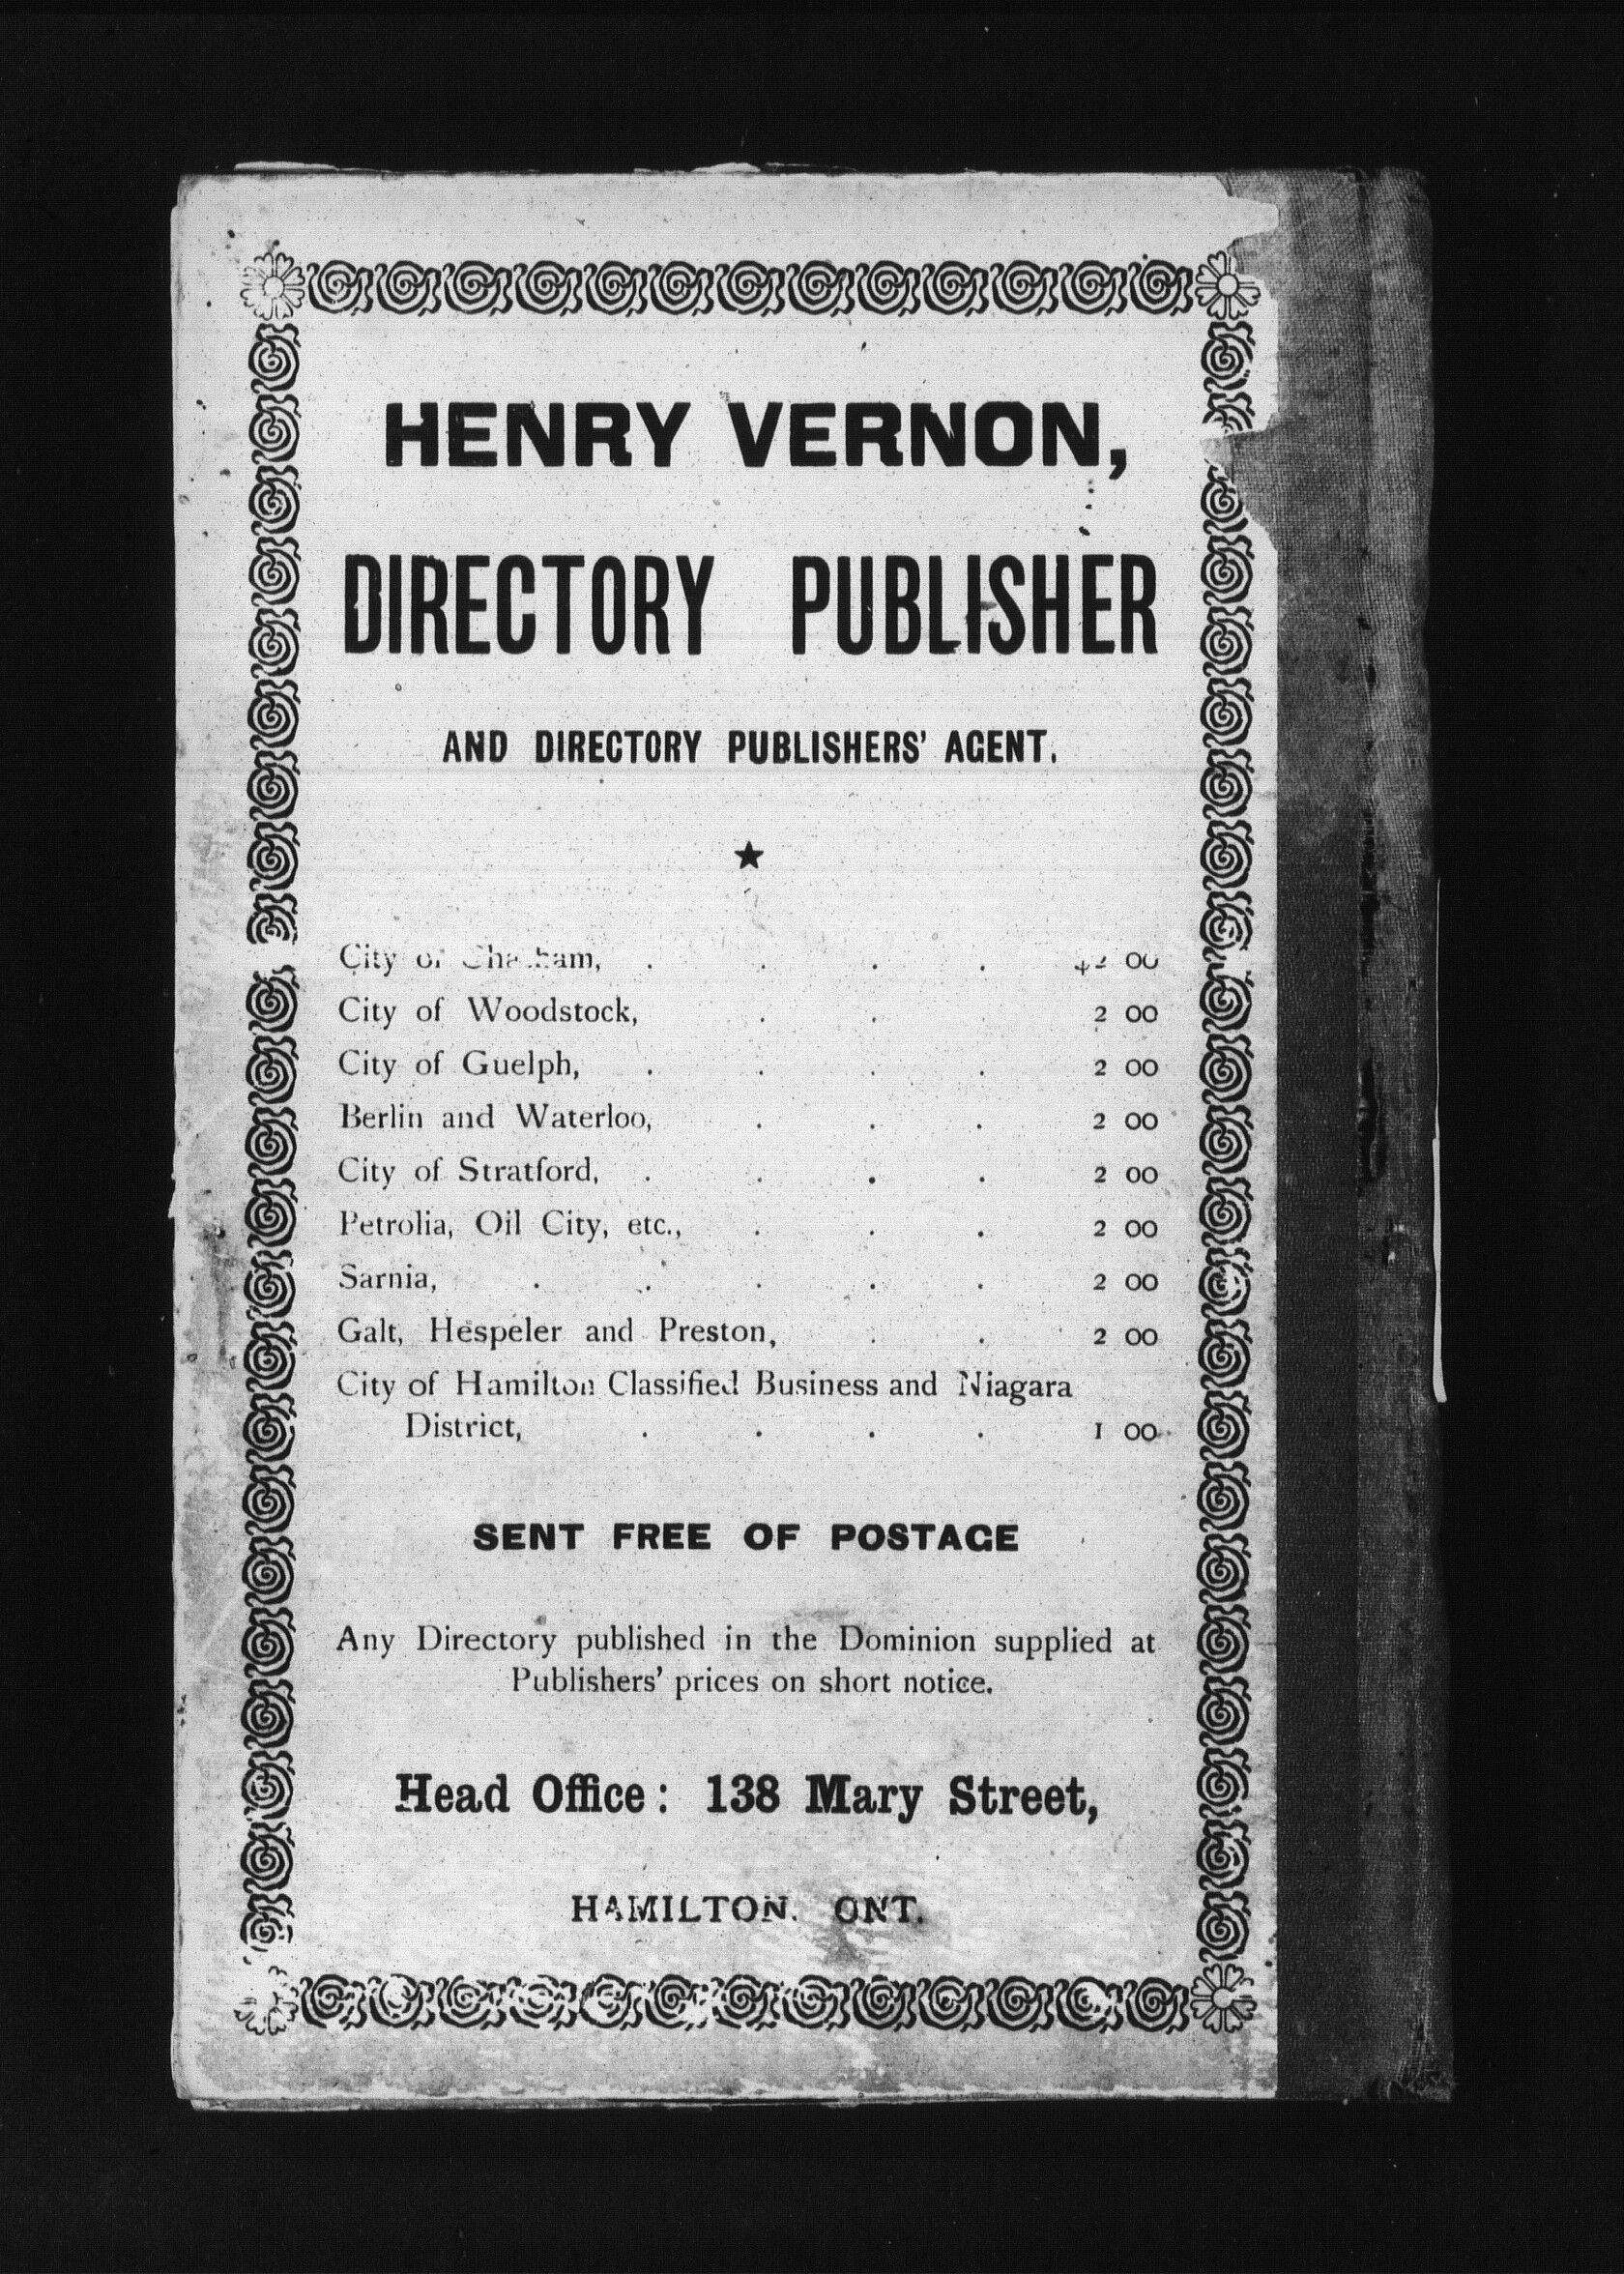 HENRY VERNON,
DIRECTORY PUBLISHER
AND DIRECTORY PUBLISHERS' AGENT.
City of Chatham, . . . . $2 00
City of Woodstock, . . 2 00
City of Guelph, . . . . 2 00
Berlin and Waterloo, . . . 2 00
City of Stratford, . . . . 2 00
Petrolia, Oil City, etc., . . . 2 00
Sarnia, . . . . . 2 00
Galt, Hespeler and Preston, . . 2 00
City of Hamilton Classified Business and Niagara
District, . . . . 1 00
SENT FREE OF POSTAGE
Any Directory published in the Dominion supplied at
Publishers' prices on short notice.
Head Office: 138 Mary Street,
HAMILTON. ONT.